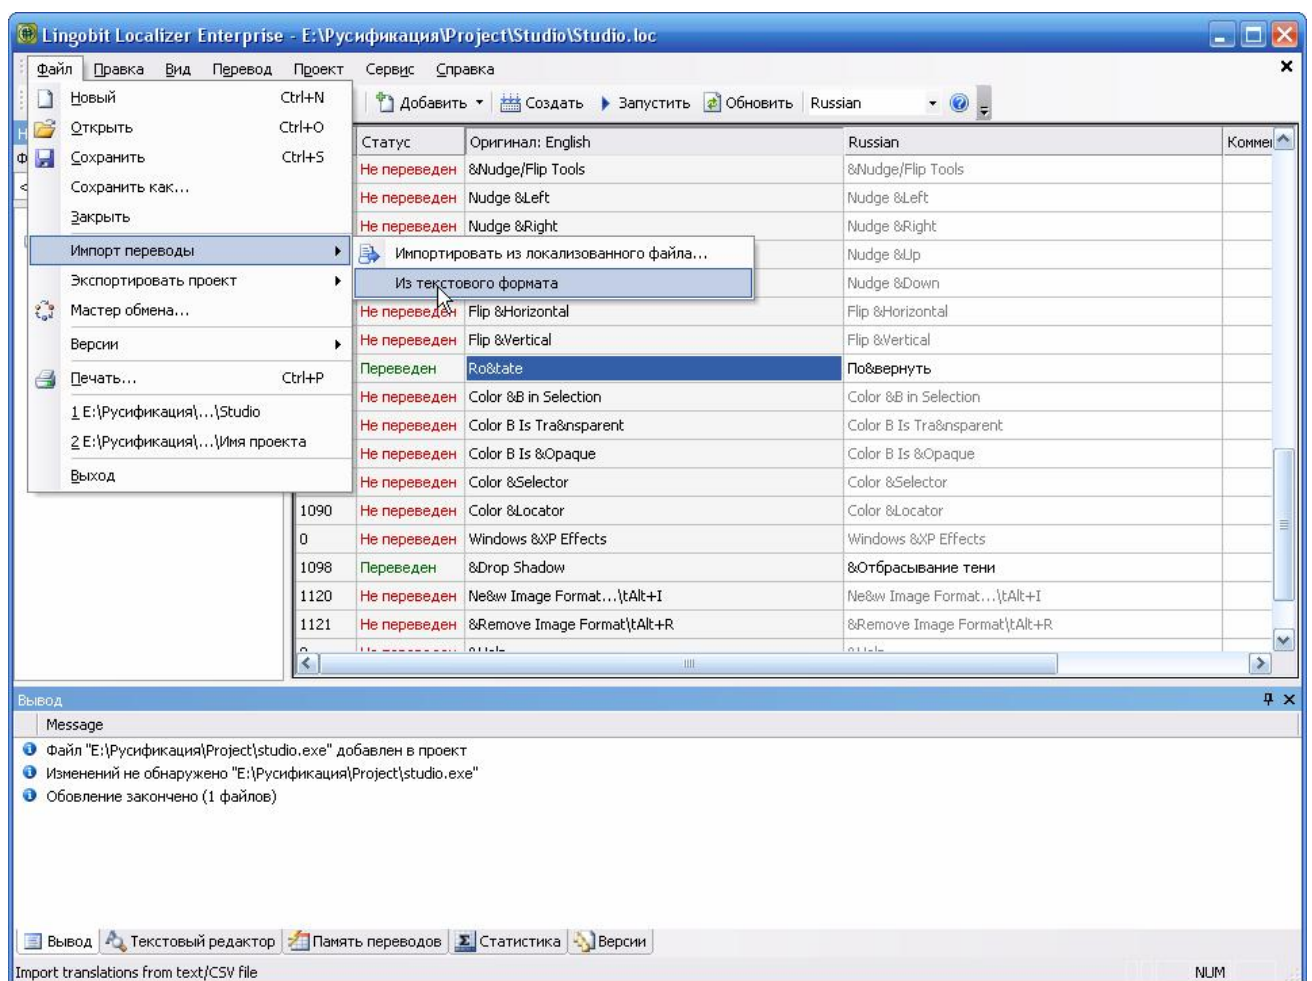 Lingobit Localizer Enterprise - E:\Русификация\Project\Studio\Studio.loc
Файл Правка Вид Перевод Проект Сервис Справка
Новый Ctrl+N
Открыть Ctrl+O
Сохранить Ctrl+S
Сохранить как...
Закрыть
Импорт переводы
Экспортировать проект
Мастер обмена...
Версии
Печать... Ctrl+P
1 E:\Русификация\...\Studio
2 E:\Русификация\...\Имя проекта
Выход
Импортировать из локализованного файла...
Из текстового формата
Добавить Создать Запустить Обновить Russian
Статус Оригинал: English Russian Коммен
Не переведен &Nudge/Flip Tools &Nudge/Flip Tools
Не переведен Nudge &Left Nudge &Left
Не переведен Nudge &Right Nudge &Right
Nudge &Up
Nudge &Down
Не переведен Flip &Horizontal Flip &Horizontal
Не переведен Flip &Vertical Flip &Vertical
Переведен Ro&tate По&вернуть
Не переведен Color &B in Selection Color &B in Selection
Не переведен Color B Is Tra&nsparent Color B Is Tra&nsparent
Не переведен Color B Is &Opaque Color B Is &Opaque
Не переведен Color &Selector Color &Selector
1090 Не переведен Color &Locator Color &Locator
0 Не переведен Windows &XP Effects Windows &XP Effects
1098 Переведен &Drop Shadow &Отбрасывание тени
1120 Не переведен Ne&w Image Format...\tAlt+I Ne&w Image Format...\tAlt+I
1121 Не переведен &Remove Image Format\tAlt+R &Remove Image Format\tAlt+R
Вывод
Message
Файл "E:\Русификация\Project\studio.exe" добавлен в проект
Изменений не обнаружено "E:\Русификация\Project\studio.exe"
Обовление закончено (1 файлов)
Вывод Текстовый редактор Память переводов Статистика Версии
Import translations from text/CSV file NUM